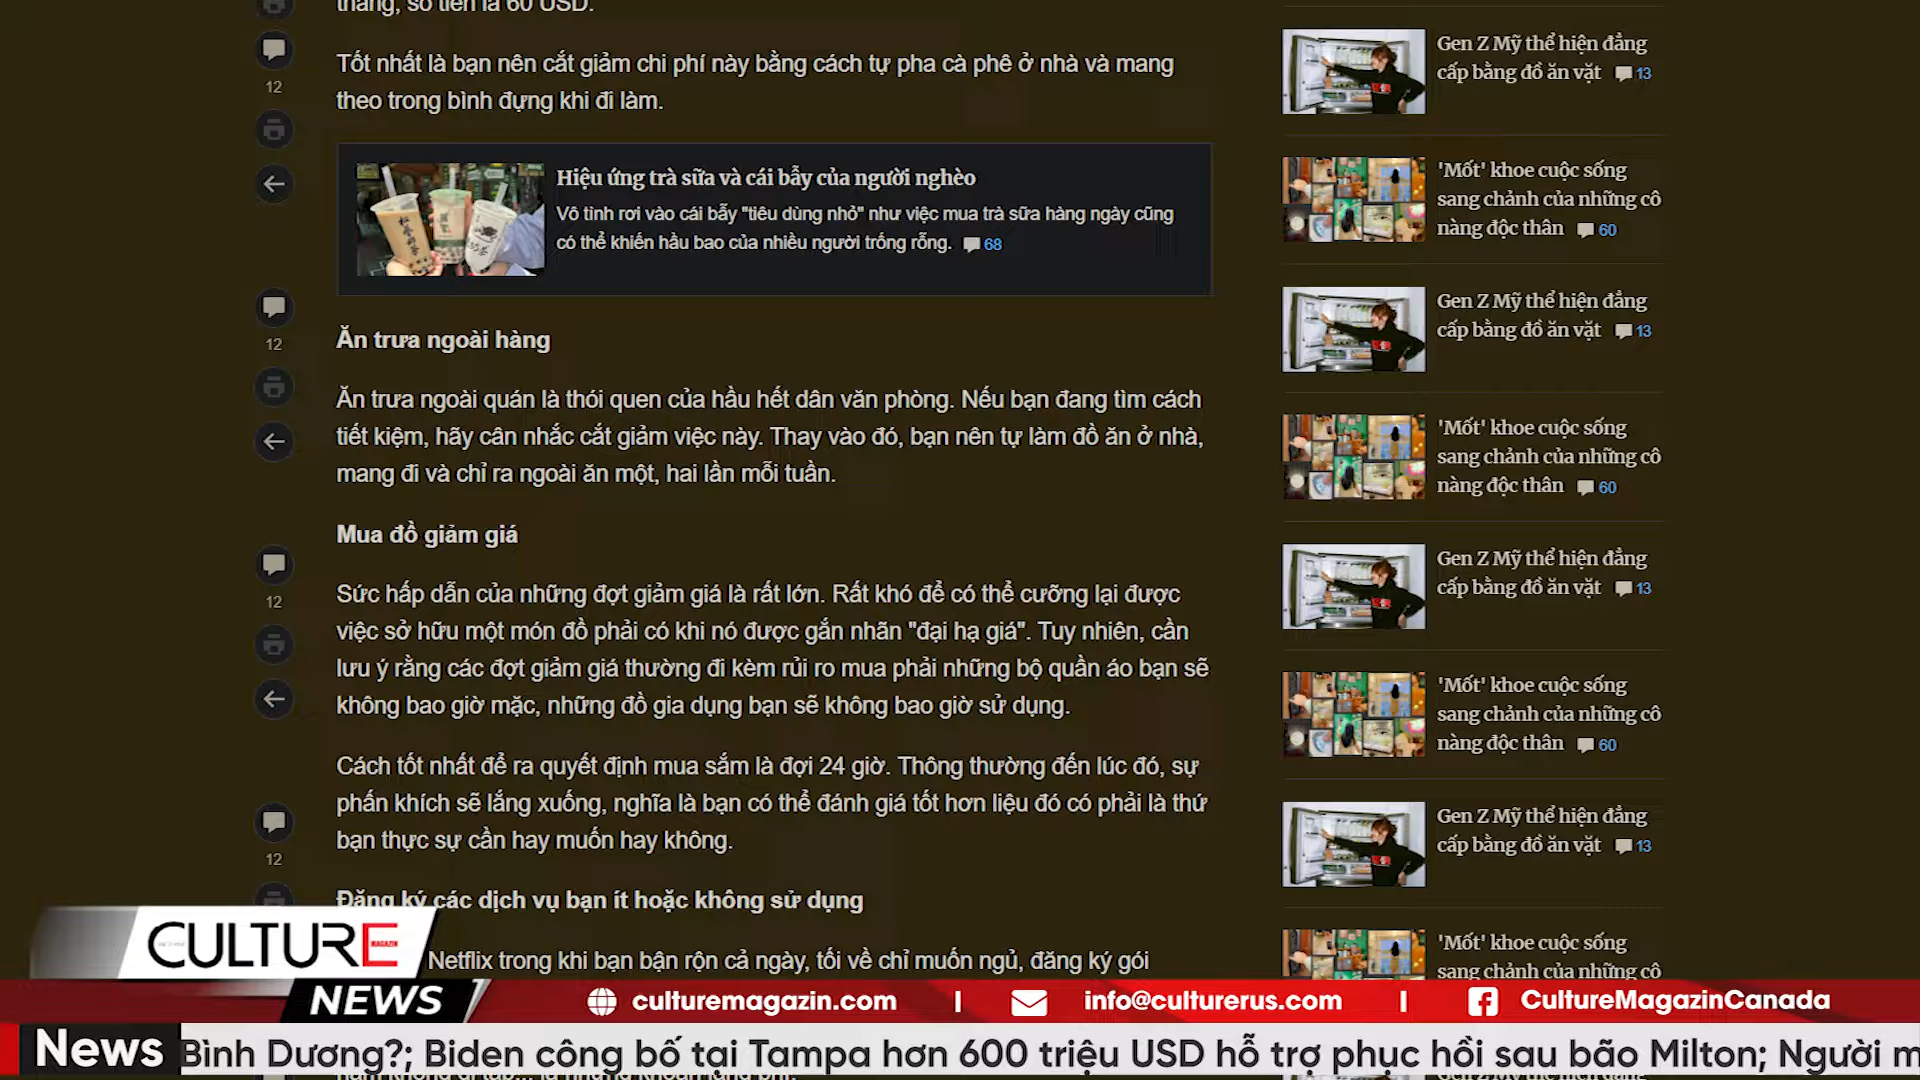 tháng, số tiền là 60 USD.
Tốt nhất là bạn nên cắt giảm chi phí này bằng cách tự pha cà phê ở nhà và mang
theo trong bình đựng khi đi làm.
12
Hiệu ứng trà sữa và cái bẫy của người nghèo
Vô tình rơi vào cái bẫy "tiêu dùng nhỏ" như việc mua trà sữa hàng ngày cũng
có thể khiến hầu bao của nhiều người trống rỗng. 68
Ăn trưa ngoài hàng
12
Ăn trưa ngoài quán là thói quen của hầu hết dân văn phòng. Nếu bạn đang tìm cách
tiết kiệm, hãy cân nhắc cắt giảm việc này. Thay vào đó, bạn nên tự làm đồ ăn ở nhà,
mang đi và chỉ ra ngoài ăn một, hai lần mỗi tuần.
Mua đồ giảm giá
12
Sức hấp dẫn của những đợt giảm giá là rất lớn. Rất khó để có thể cưỡng lại được
việc sở hữu một món đồ phải có khi nó được gắn nhãn "đại hạ giá". Tuy nhiên, cần
lưu ý rằng các đợt giảm giá thường đi kèm rủi ro mua phải những bộ quần áo bạn sẽ
không bao giờ mặc, những đồ gia dụng bạn sẽ không bao giờ sử dụng.
Cách tốt nhất để ra quyết định mua sắm là đợi 24 giờ. Thông thường đến lúc đó, sự
phấn khích sẽ lắng xuống, nghĩa là bạn có thể đánh giá tốt hơn liệu đó có phải là thứ
bạn thực sự cần hay muốn hay không.
12
Đăng ký các dịch vụ bạn ít hoặc không sử dụng
Netflix trong khi bạn bận rộn cả ngày, tối về chỉ muốn ngủ, đăng ký gói
Gen Z Mỹ thể hiện đẳng
cấp bằng đồ ăn vặt 13
'Mốt' khoe cuộc sống
sang chảnh của những cô
nàng độc thân 60
Gen Z Mỹ thể hiện đẳng
cấp bằng đồ ăn vặt 13
'Mốt' khoe cuộc sống
sang chảnh của những cô
nàng độc thân 60
Gen Z Mỹ thể hiện đẳng
cấp bằng đồ ăn vặt 13
'Mốt' khoe cuộc sống
sang chảnh của những cô
nàng độc thân 60
Gen Z Mỹ thể hiện đẳng
cấp bằng đồ ăn vặt 13
'Mốt' khoe cuộc sống
sang chảnh của những cô
CULTURE
MAGAZIN
NEWS
culturemagazin.com | info@culturerus.com | CultureMagazinCanada
News
Bình Dương?; Biden công bố tại Tampa hơn 600 triệu USD hỗ trợ phục hồi sau bão Milton; Người